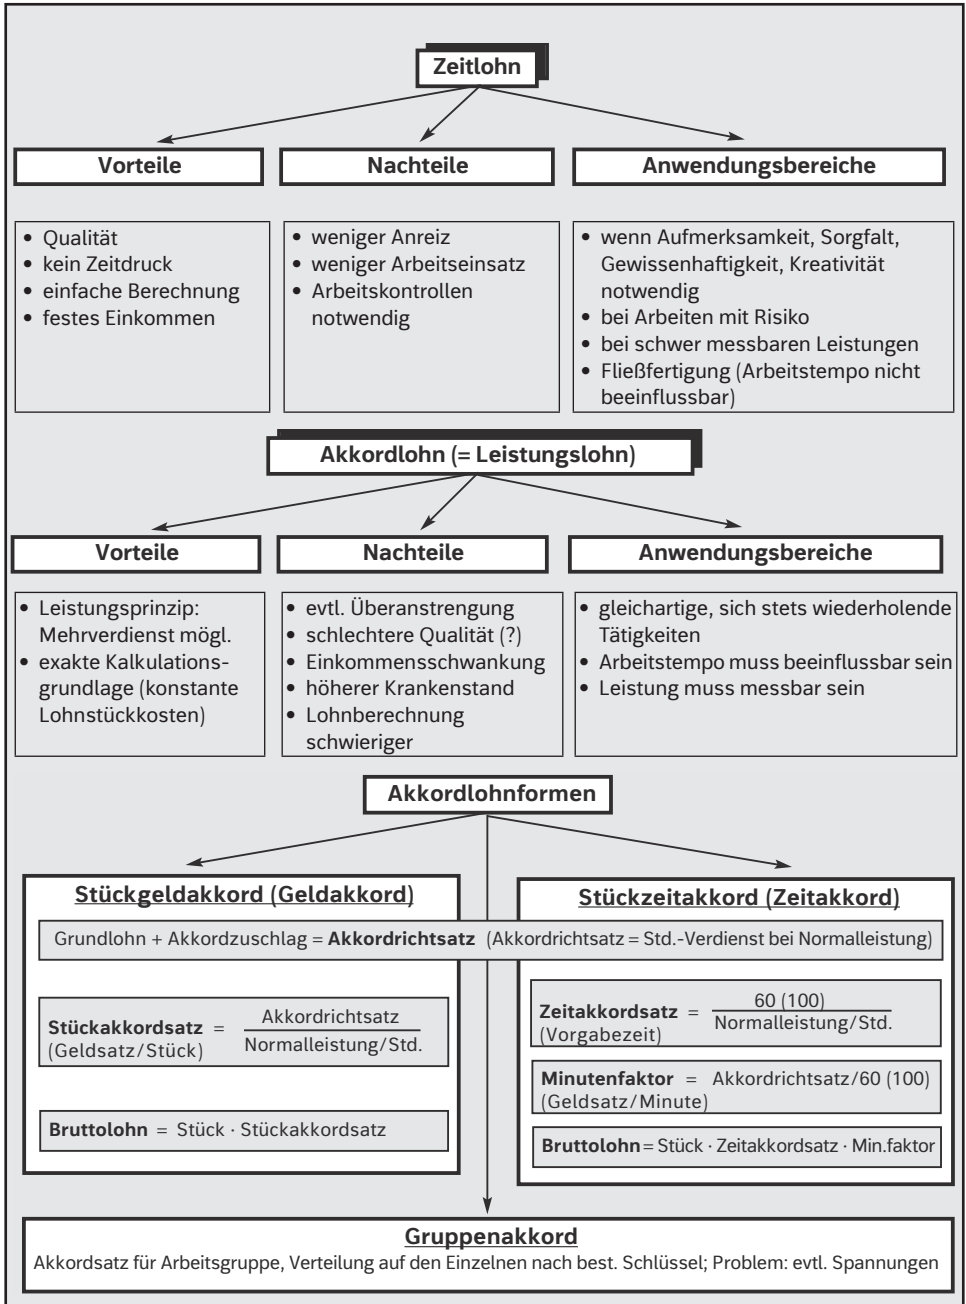 Zeitlohn
Vorteile
Nachteile
Anwendungsbereiche
• Qualität
• kein Zeitdruck
• einfache Berechnung
• festes Einkommen
• weniger Anreiz
• weniger Arbeitseinsatz
• Arbeitskontrollen
notwendig
• wenn Aufmerksamkeit, Sorgfalt,
Gewissenhaftigkeit, Kreativität
notwendig
• bei Arbeiten mit Risiko
• bei schwer messbaren Leistungen
• Fließfertigung (Arbeitstempo nicht
beeinflussbar)
Akkordlohn (= Leistungslohn)
Vorteile
Nachteile
Anwendungsbereiche
• Leistungsprinzip:
Mehrverdienst mögl.
• exakte Kalkulations-
grundlage (konstante
Lohnstückkosten)
• evtl. Überanstrengung
• schlechtere Qualität (?)
• Einkommensschwankung
• höherer Krankenstand
• Lohnberechnung
schwieriger
• gleichartige, sich stets wiederholende
Tätigkeiten
• Arbeitstempo muss beeinflussbar sein
• Leistung muss messbar sein
Akkordlohnformen
Stückgeldakkord (Geldakkord)
Stückzeitakkord (Zeitakkord)
Grundlohn + Akkordzuschlag = Akkordrichtsatz (Akkordrichtsatz = Std.-Verdienst bei Normalleistung)
Stückakkordsatz = Akkordrichtsatz
(Geldsatz/Stück) Normalleistung/Std.
Bruttolohn = Stück · Stückakkordsatz
Zeitakkordsatz = 60 (100)
(Vorgabezeit) Normalleistung/Std.
Minutenfaktor = Akkordrichtsatz/60 (100)
(Geldsatz/Minute)
Bruttolohn = Stück · Zeitakkordsatz · Min.faktor
Gruppenakkord
Akkordsatz für Arbeitsgruppe, Verteilung auf den Einzelnen nach best. Schlüssel; Problem: evtl. Spannungen